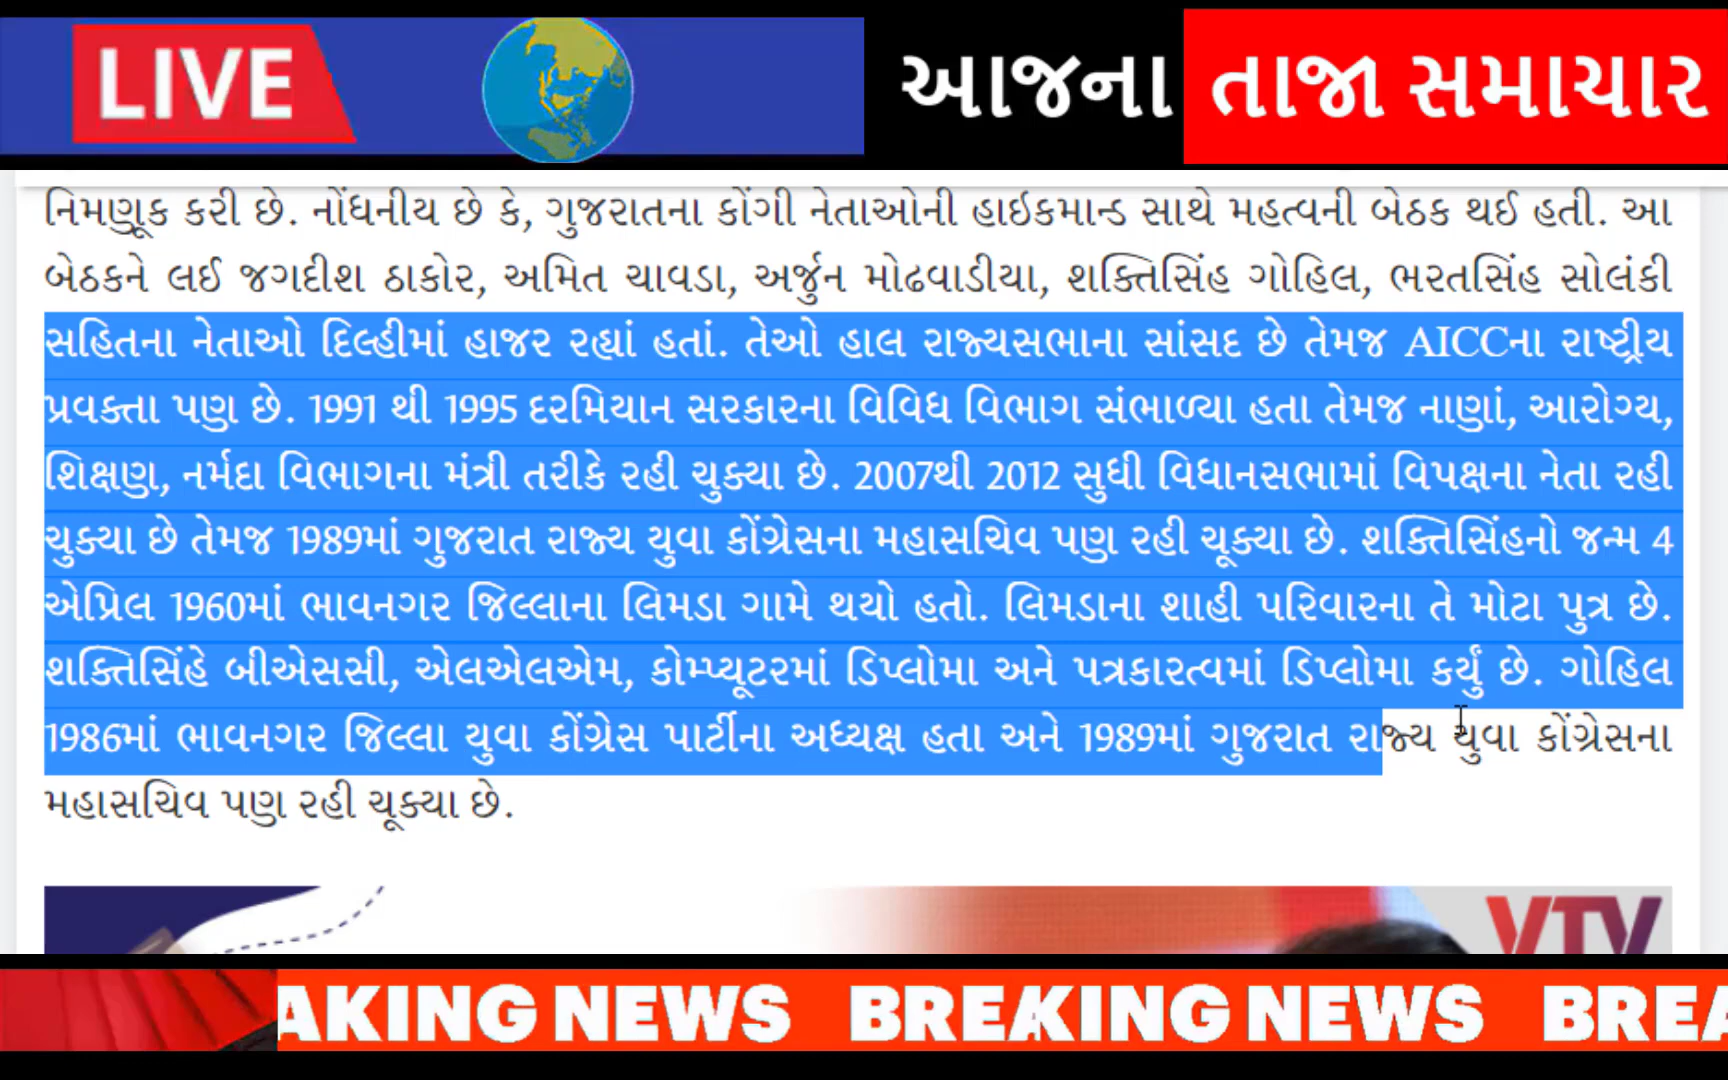 LIVE
આજના તાજા સમાચાર
નિમણૂક કરી છે. નોંધનીય છે કે, ગુજરાતના કોંગી નેતાઓની હાઇકમાન્ડ સાથે મહત્વની બેઠક થઈ હતી. આ
બેઠકને લઈ જગદીશ ઠાકોર, અમિત ચાવડા, અર્જુન મોઢવાડીયા, શક્તિસિંહ ગોહિલ, ભરતસિંહ સોલંકી
સહિતના નેતાઓ દિલ્હીમાં હાજર રહ્યાં હતાં. તેઓ હાલ રાજ્યસભાના સાંસદ છે તેમજ AICCના રાષ્ટ્રીય
પ્રવક્તા પણ છે. 1991 થી 1995 દરમિયાન સરકારના વિવિધ વિભાગ સંભાળ્યા હતા તેમજ નાણાં, આરોગ્ય,
શિક્ષણ, નર્મદા વિભાગના મંત્રી તરીકે રહી ચુક્યા છે. 2007થી 2012 સુધી વિધાનસભામાં વિપક્ષના નેતા રહી
ચુક્યા છે તેમજ 1989માં ગુજરાત રાજ્ય યુવા કોંગ્રેસના મહાસચિવ પણ રહી ચૂક્યા છે. શક્તિસિંહનો જન્મ 4
એપ્રિલ 1960માં ભાવનગર જિલ્લાના લિમડા ગામે થયો હતો. લિમડાના શાહી પરિવારના તે મોટા પુત્ર છે.
શક્તિસિંહે બીએસસી, એલએલએમ, કોમ્પ્યૂટરમાં ડિપ્લોમા અને પત્રકારત્વમાં ડિપ્લોમા કર્યું છે. ગોહિલ
1986માં ભાવનગર જિલ્લા યુવા કોંગ્રેસ પાર્ટીના અધ્યક્ષ હતા અને 1989માં ગુજરાત રાજ્ય યુવા કોંગ્રેસના
મહાસચિવ પણ રહી ચૂક્યા છે.
VTV
AKING NEWS BREAKING NEWS BREA